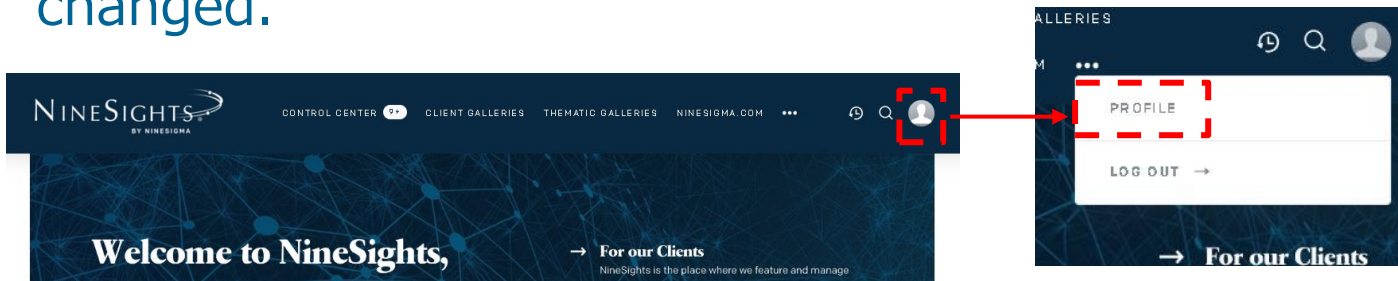 changed.
NINESIGHTS®
BY NINESIGMA
CONTROL CENTER 9+ CLIENT GALLERIES THEMATIC GALLERIES NINESIGMA.COM •••
Welcome to NineSights,
→ For our Clients
NineSights is the place where we feature and manage
ALLERIES
M •••
PROFILE
LOG OUT →
→ For our Clients